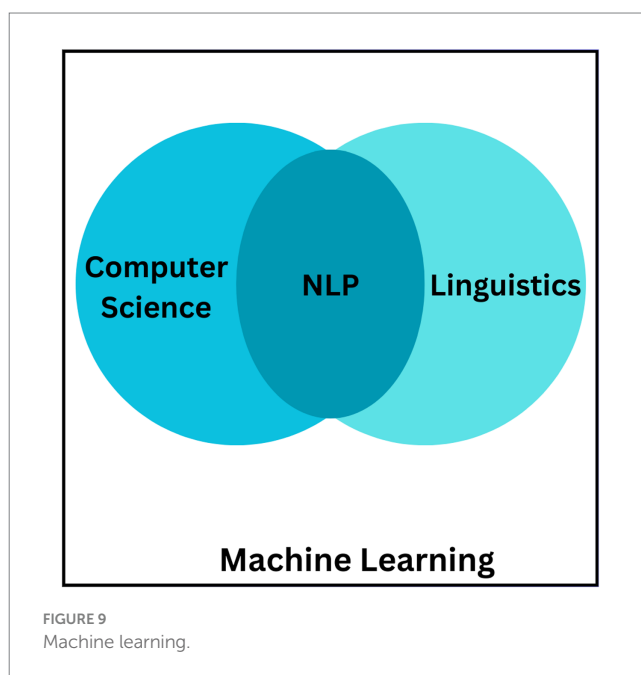 Computer
Science
NLP
Linguistics
Machine Learning
FIGURE 9
Machine learning.